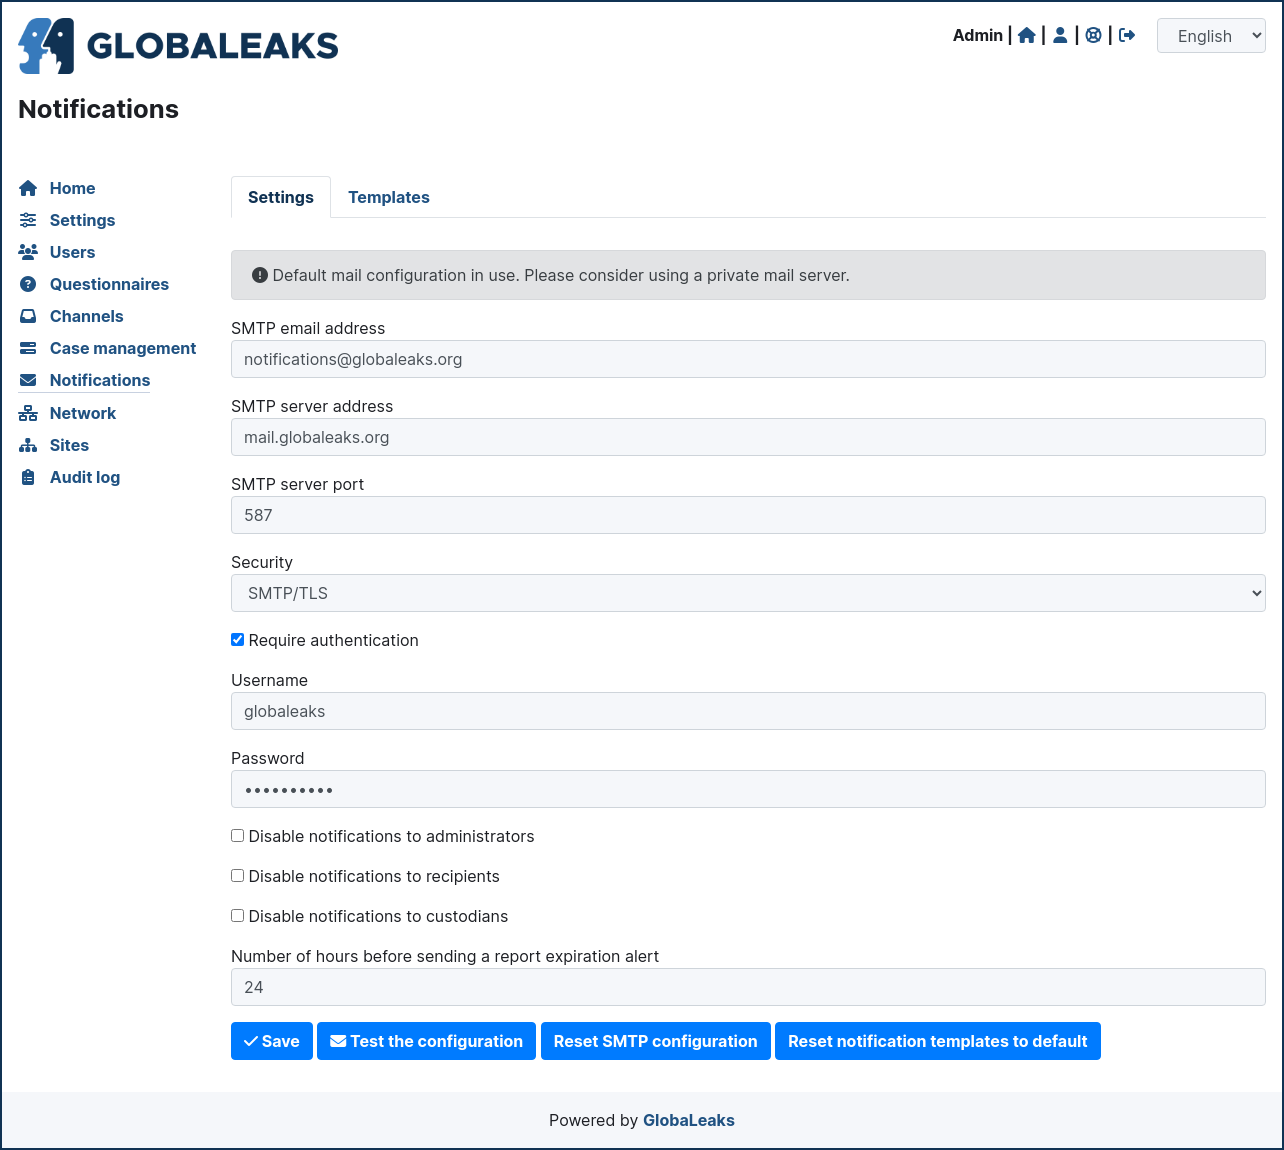 GLOBALEAKS
Admin | | | |
English
Notifications
Home
Settings
Users
Questionnaires
Channels
Case management
Notifications
Network
Sites
Audit log
Settings
Templates
Default mail configuration in use. Please consider using a private mail server.
SMTP email address
notifications@globaleaks.org
SMTP server address
mail.globaleaks.org
SMTP server port
587
Security
SMTP/TLS
Require authentication
Username
globaleaks
Password
••••••••••
Disable notifications to administrators
Disable notifications to recipients
Disable notifications to custodians
Number of hours before sending a report expiration alert
24
Save
Test the configuration
Reset SMTP configuration
Reset notification templates to default
Powered by GlobaLeaks